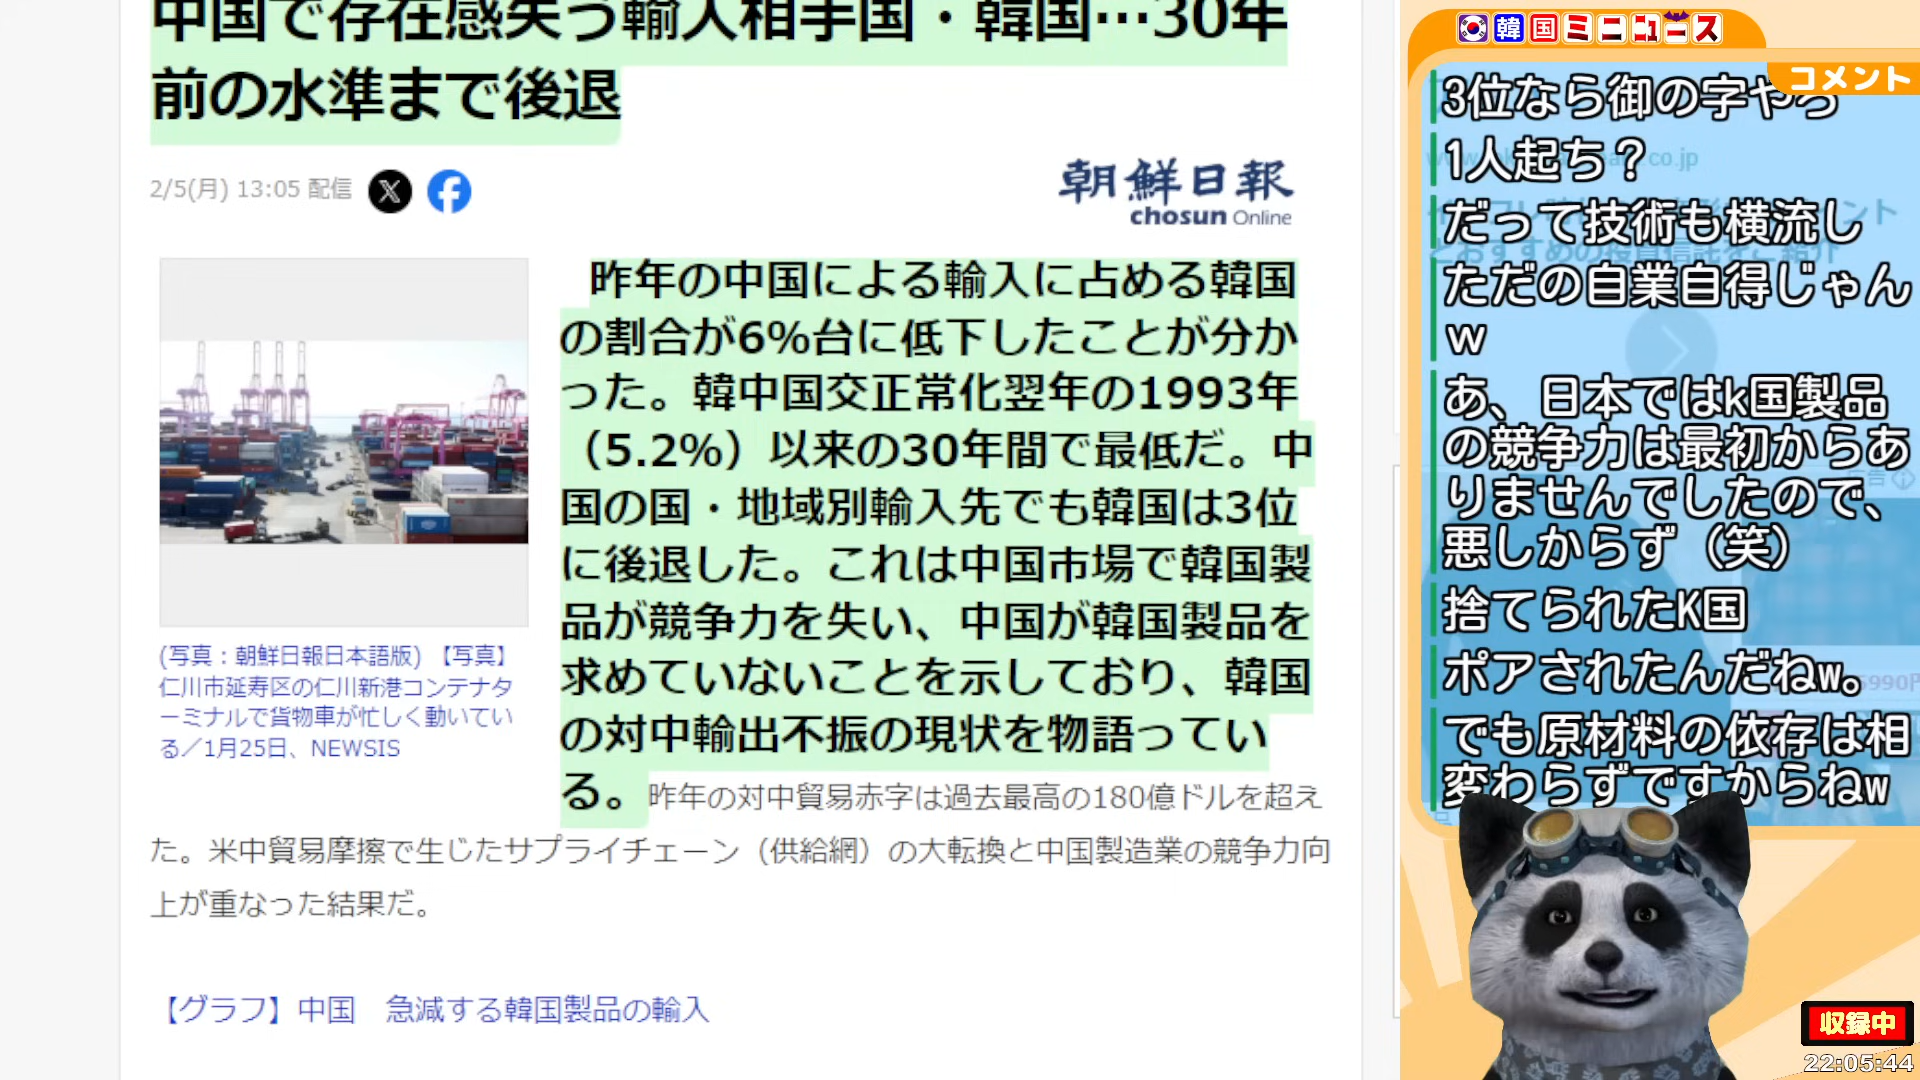 中国で存在感失う輸入相手国・韓国…30年
前の水準まで後退
2/5(月) 13:05 配信
朝鮮日報
chosun Online
昨年の中国による輸入に占める韓国
の割合が6%台に低下したことが分か
った。韓中国交正常化翌年の1993年
（5.2%）以来の30年間で最低だ。中
国の国・地域別輸入先でも韓国は3位
に後退した。これは中国市場で韓国製
品が競争力を失い、中国が韓国製品を
求めていないことを示しており、韓国
の対中輸出不振の現状を物語ってい
る。昨年の対中貿易赤字は過去最高の180億ドルを超え
た。米中貿易摩擦で生じたサプライチェーン（供給網）の大転換と中国製造業の競争力向
上が重なった結果だ。
(写真：朝鮮日報日本語版) 【写真】
仁川市延寿区の仁川新港コンテナタ
ーミナルで貨物車が忙しく動いてい
る／1月25日、NEWSIS
【グラフ】中国　急減する韓国製品の輸入
韓国ミニニュース
コメント
3位なら御の字やろ
1人起ち？
だって技術も横流し
ただの自業自得じゃん
w
あ、日本ではk国製品
の競争力は最初からあ
りませんでしたので、
悪しからず（笑）
捨てられたK国
ポアされたんだねw。
でも原材料の依存は相
変わらずですからねw
収録中
22:05:44